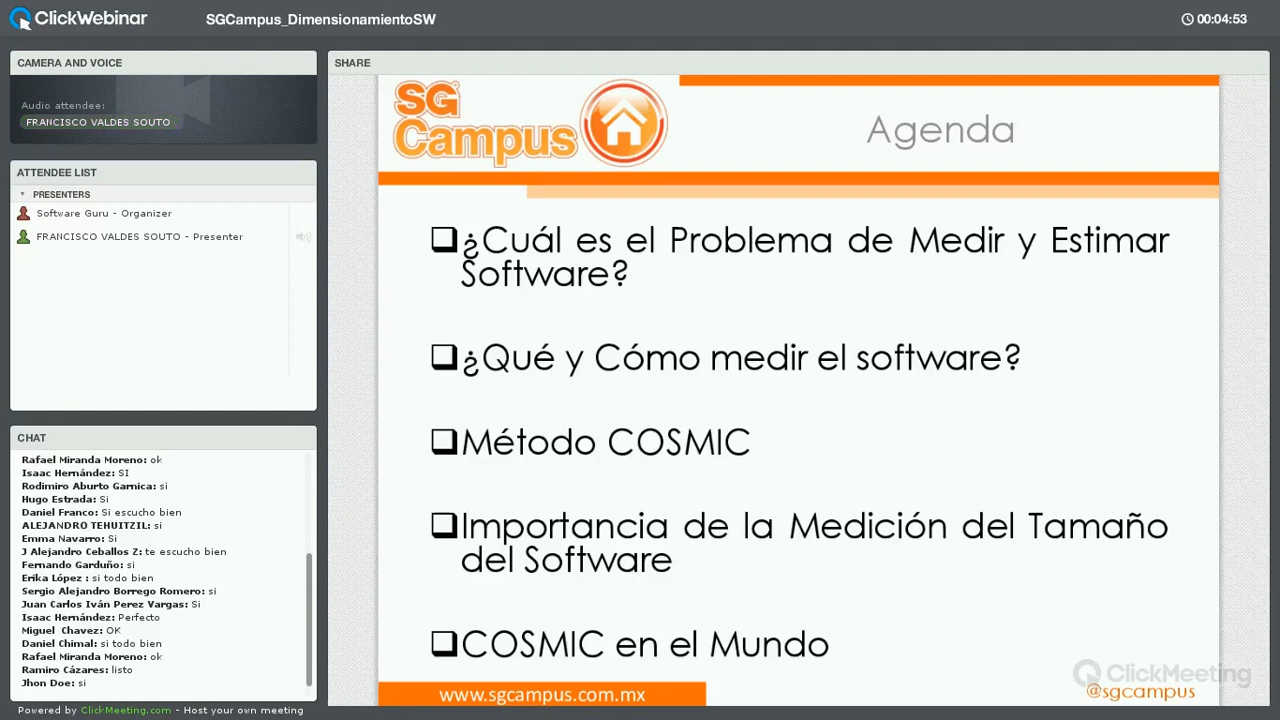 ClickWebinar
SGCampus_DimensionamientoSW
00:04:53
CAMERA AND VOICE
Audio attendee:
FRANCISCO VALDES SOUTO
ATTENDEE LIST
PRESENTERS
Software Guru - Organizer
FRANCISCO VALDES SOUTO - Presenter
CHAT
Rafael Miranda Moreno: ok
Isaac Hernández: SI
Rodimiro Aburto Garnica: si
Hugo Estrada: Si
Daniel Franco: Si escucho bien
ALEJANDRO TEHUITZIL: si
Emma Navarro: Si
J Alejandro Ceballos Z: te escucho bien
Fernando Garduño: si
Erika López : si todo bien
Sergio Alejandro Borrego Romero: si
Juan Carlos Iván Perez Vargas: Si
Isaac Hernández: Perfecto
Miguel Chavez: OK
Daniel Chimal: si todo bien
Rafael Miranda Moreno: ok
Ramiro Cázares: listo
Jhon Doe: si
Powered by ClickMeeting.com - Host your own meeting
SHARE
SG
Campus
Agenda
¿Cuál es el Problema de Medir y Estimar
Software?
¿Qué y Cómo medir el software?
Método COSMIC
Importancia de la Medición del Tamaño
del Software
COSMIC en el Mundo
www.sgcampus.com.mx
ClickMeeting
@sgcampus